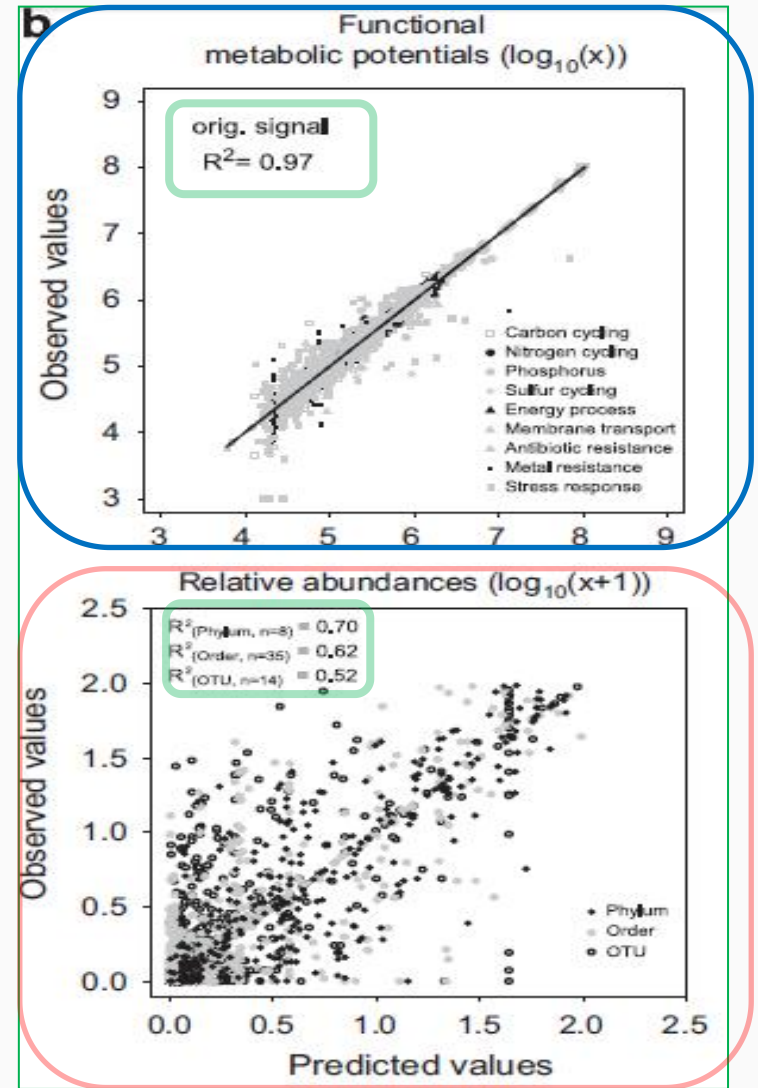 b
Functional
metabolic potentials (log10(x))
Observed values
9
8
7
6
5
4
3
orig. signal
R2= 0.97
Carbon cycling
Nitrogen cycling
Phosphorus
Sulfur cycling
Energy process
Membrane transport
Antibiotic resistance
Metal resistance
Stress response
3 4 5 6 7 8 9
Relative abundances (log10(x+1))
Observed values
2.5
2.0
1.5
1.0
0.5
0.0
R2(Phylum, n=8) = 0.70
R2(Order, n=35) = 0.62
R2(OTU, n=14) = 0.52
Phylum
Order
OTU
0.0 0.5 1.0 1.5 2.0 2.5
Predicted values